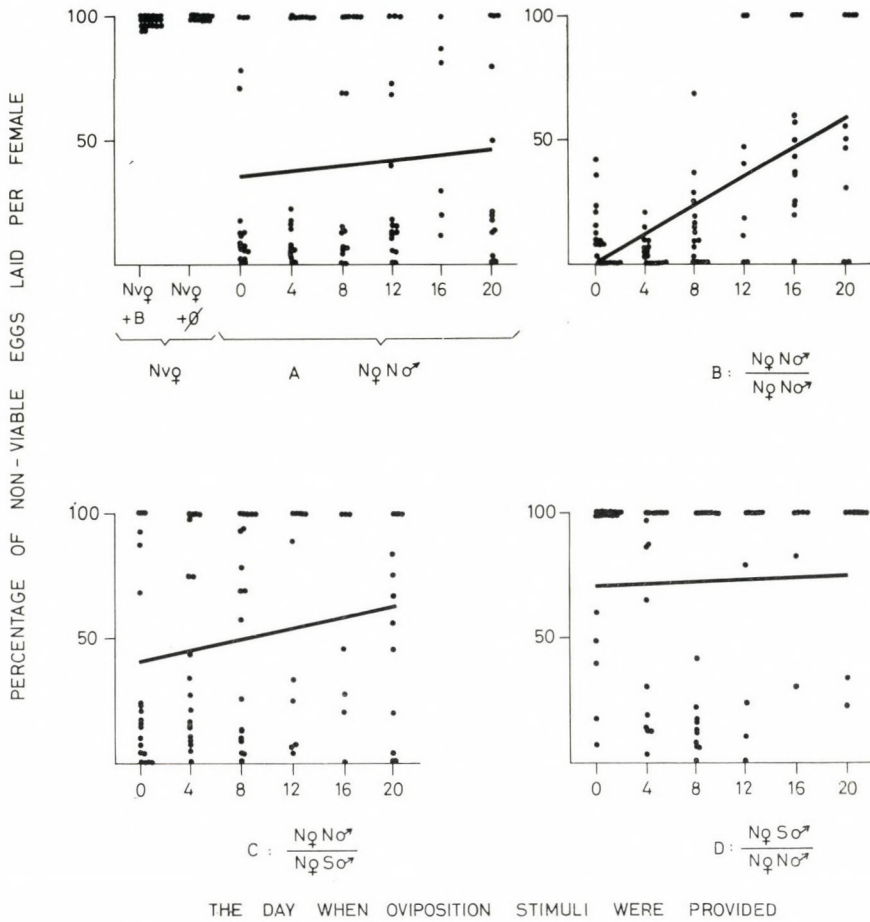 PERCENTAGE OF NON-VIABLE EGGS LAID PER FEMALE
100
50
Nv♀ +B
Nv♀ +Ø
0 4 8 12 16 20
Nv♀
A
N♀ N♂
100
50
0 4 8 12 16 20
B: N♀ N♂
N♀ N♂
100
50
0 4 8 12 16 20
C: N♀ N♂
N♀ S♂
100
50
0 4 8 12 16 20
D: N♀ S♂
N♀ N♂
THE DAY WHEN OVIPOSITION STIMULI WERE PROVIDED